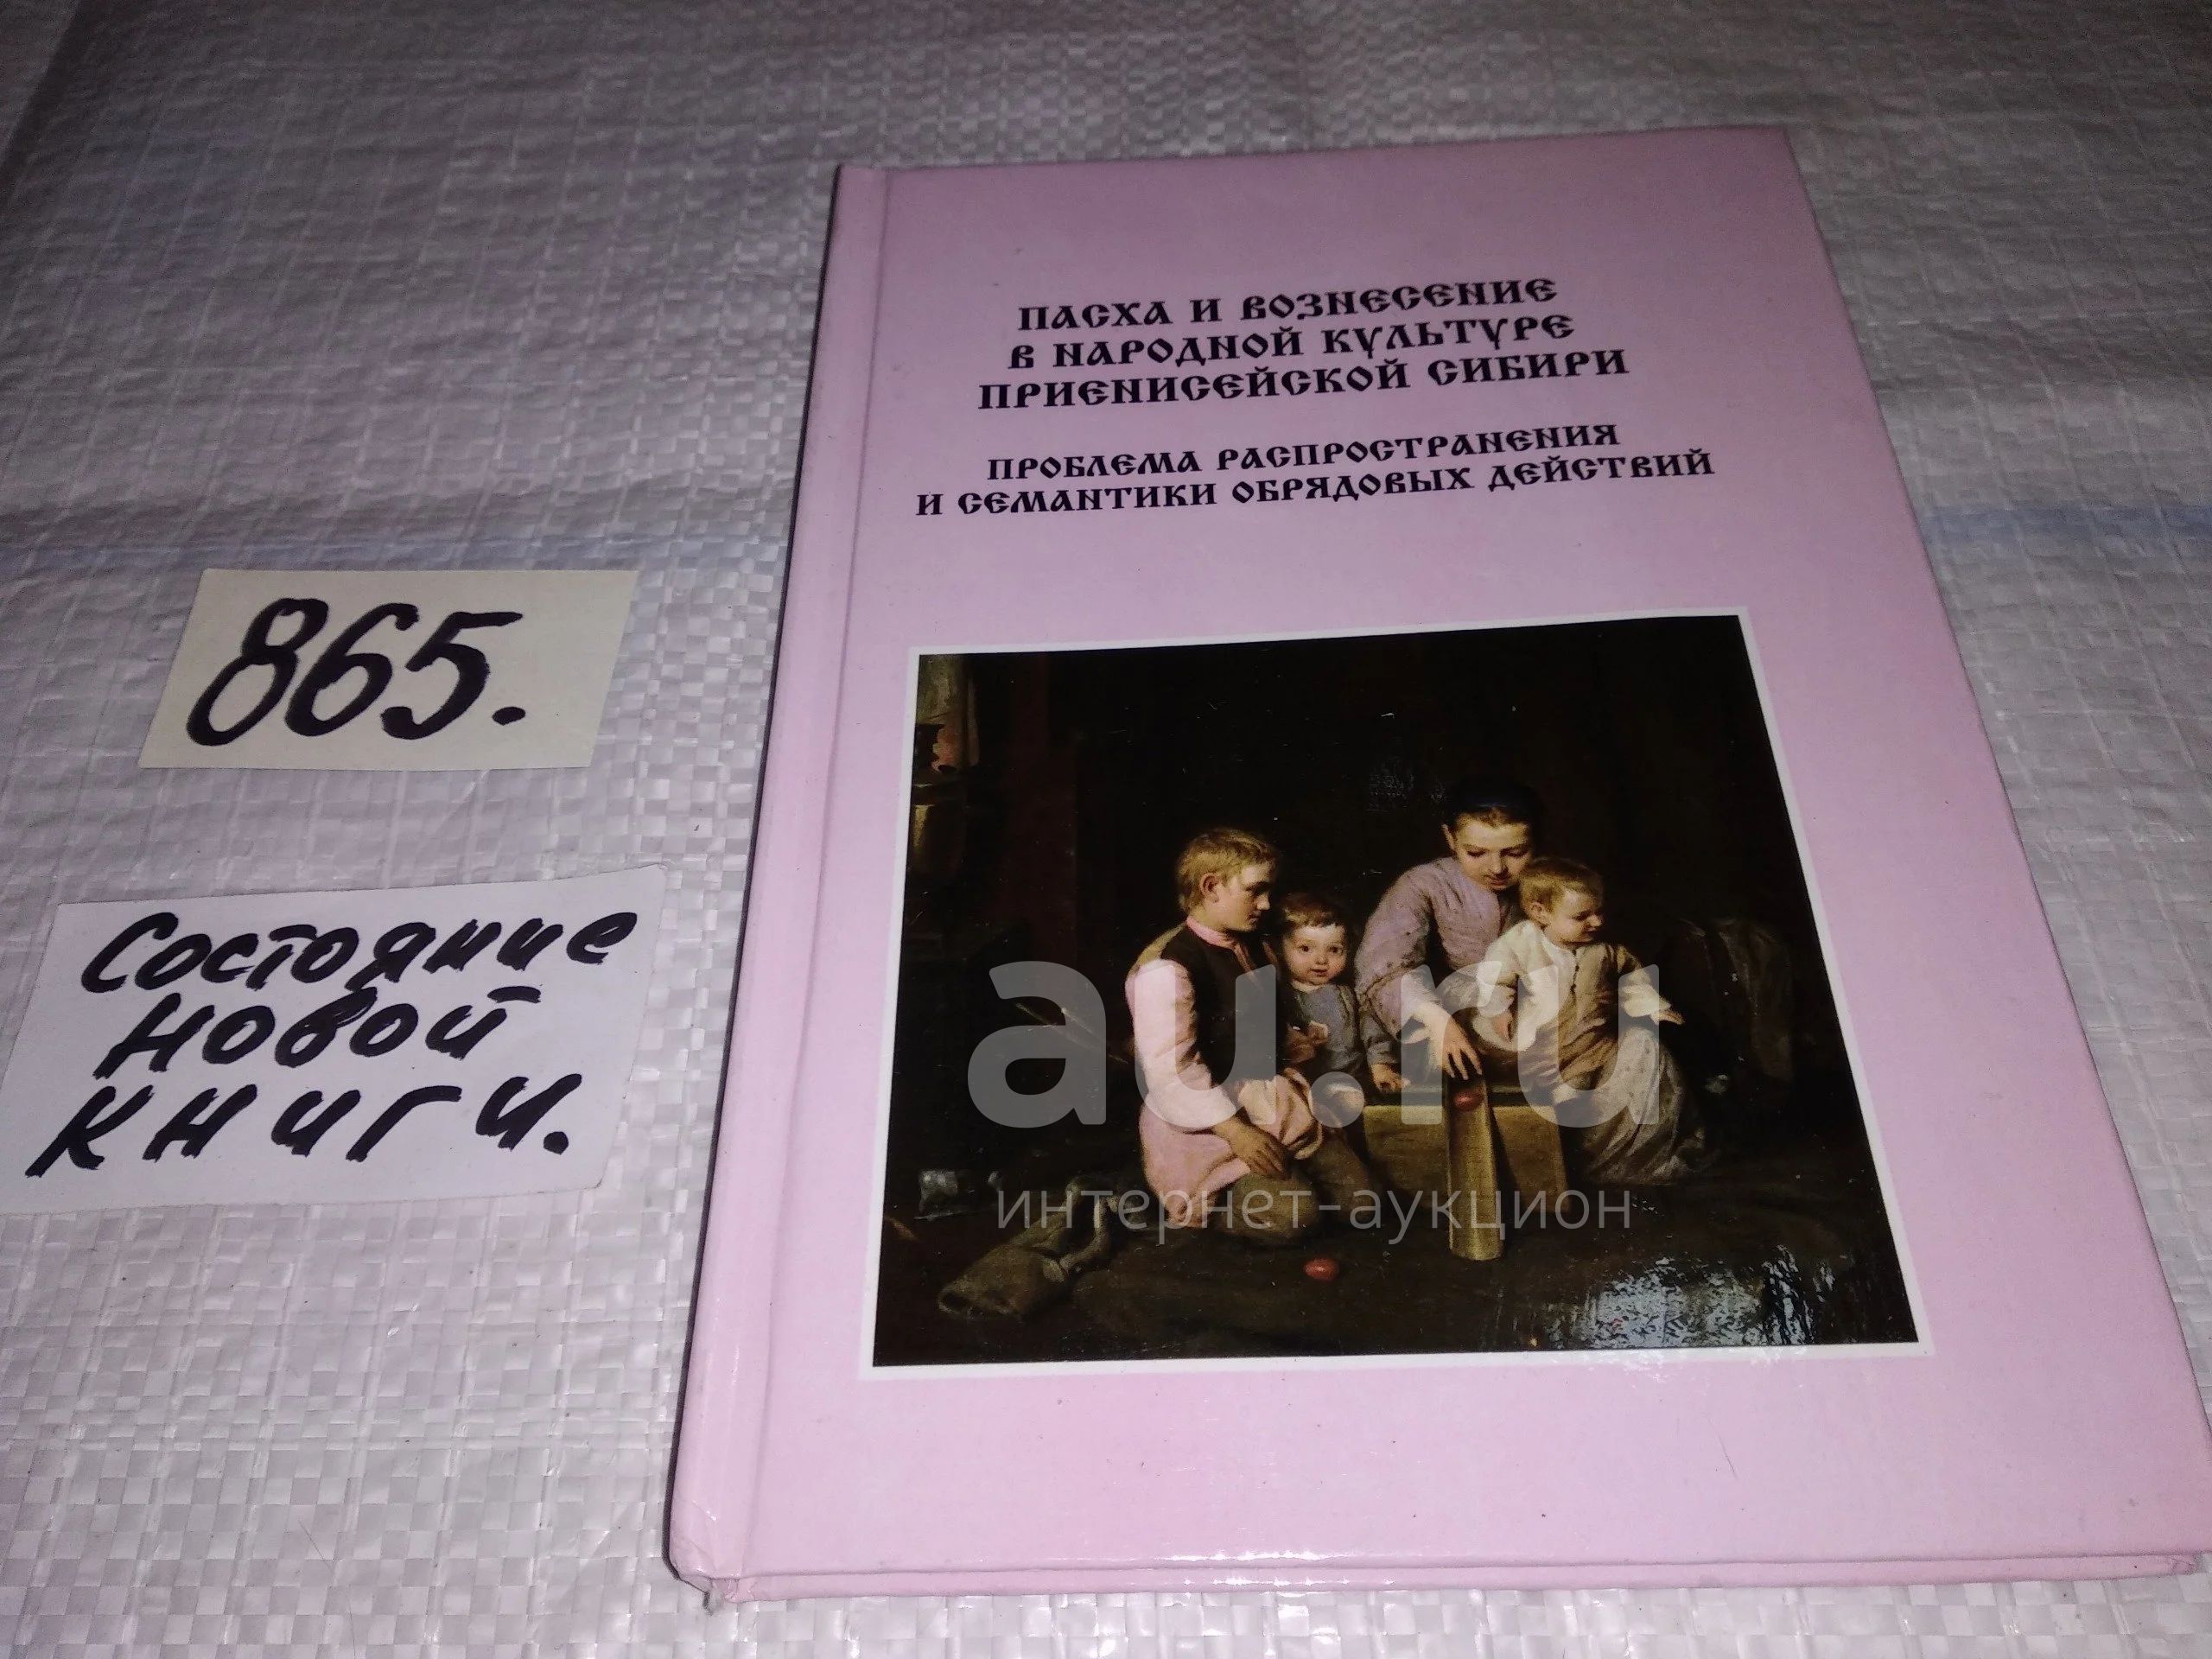 ПАСХА И ВОЗНЕСЕНИЕ
В НАРОДНОЙ КУЛЬТУРЕ
ПРИЕНИСЕЙСКОЙ СИБИРИ
ПРОБЛЕМА РАСПРОСТРАНЕНИЯ
И СЕМАНТИКИ ОБРЯДОВЫХ ДЕЙСТВИЙ
865.
Состояние
новой
книги.
au.ru
интернет-аукцион